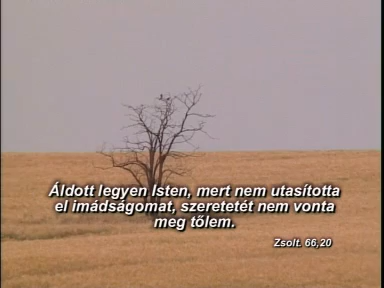 Áldott legyen Isten, mert nem utasította
el imádságomat, szeretetét nem vonta
meg tőlem.
Zsolt. 66,20